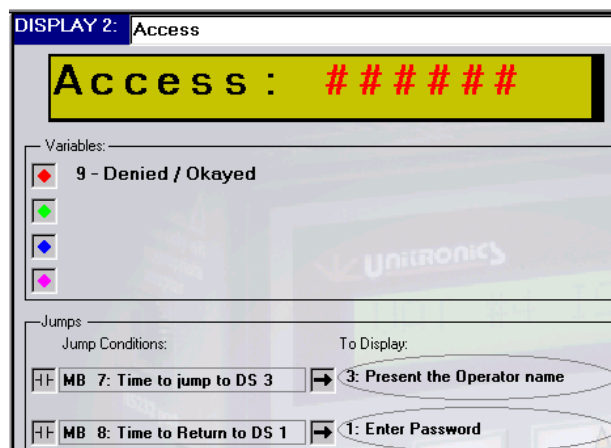 DISPLAY 2: Access
Access: ######
Variables:
9 - Denied / Okayed
UNITRONICS
Jumps
Jump Conditions: To Display:
MB 7: Time to jump to DS 3 3: Present the Operator name
MB 8: Time to Return to DS 1 1: Enter Password